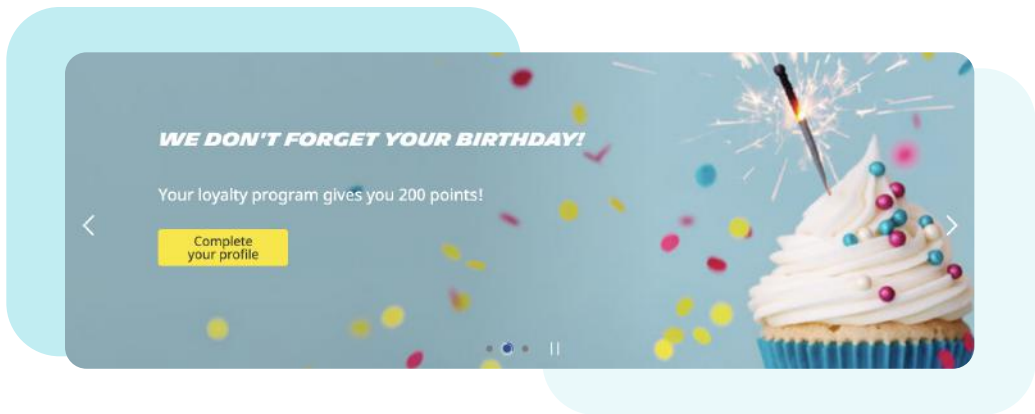 WE DON'T FORGET YOUR BIRTHDAY!
Your loyalty program gives you 200 points!
Complete
your profile